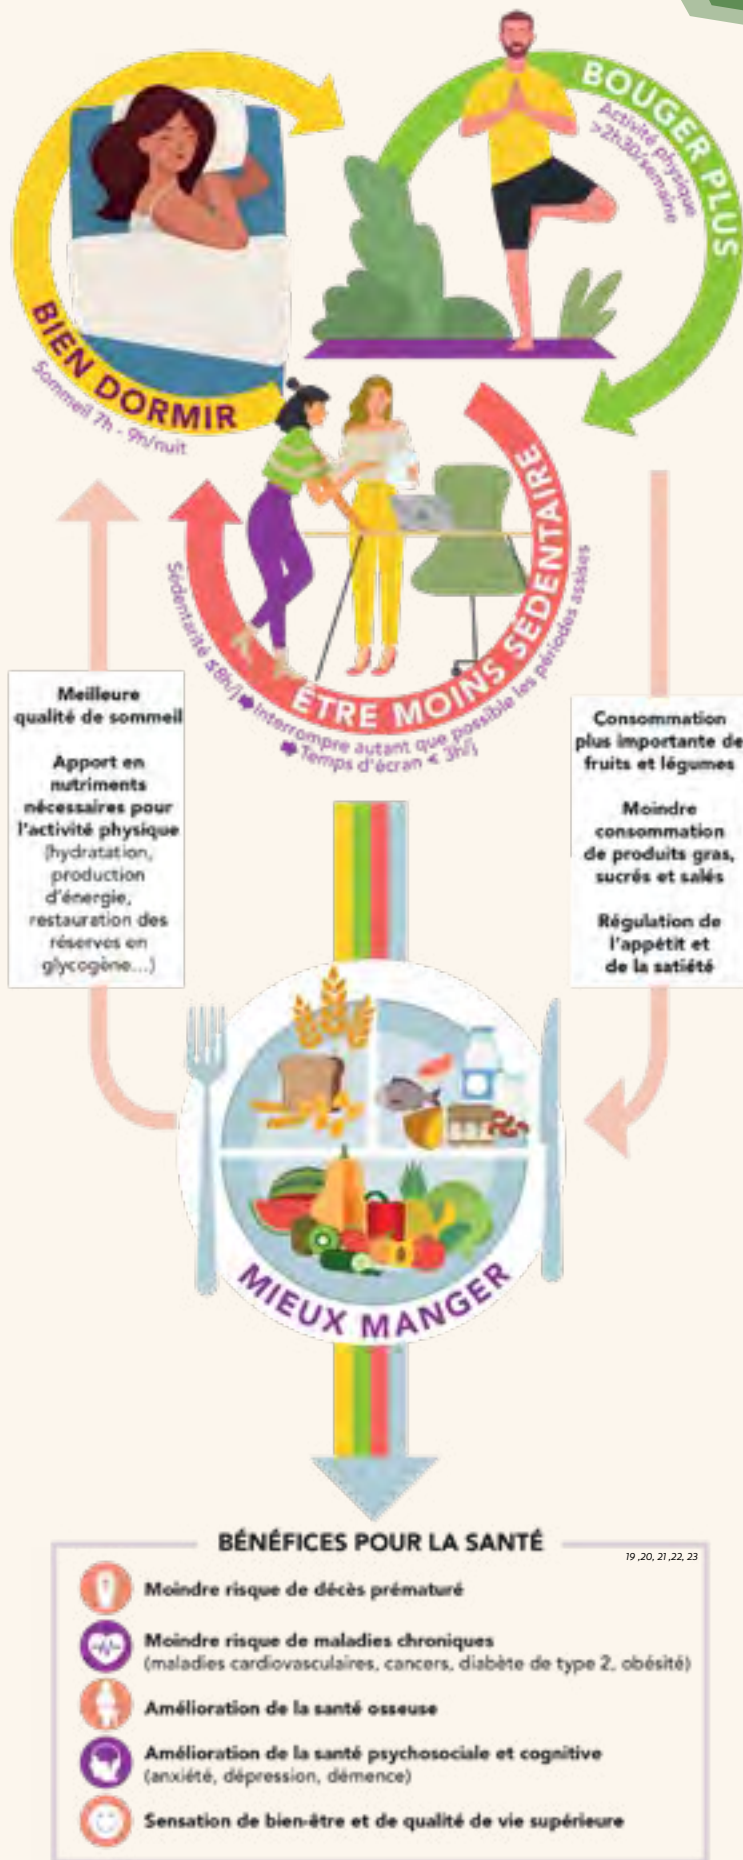 BOUGER PLUS
Activité physique
>2h30/semaine
BIEN DORMIR
Sommeil 7h - 9h/nuit
ÊTRE MOINS SÉDENTAIRE
Sédentarité ≤8h/j ➡ Interrompre autant que possible les périodes assises
➡ Temps d'écran < 3h/j
Meilleure
qualité de sommeil
Apport en
nutriments
nécessaires pour
l'activité physique
(hydratation,
production
d'énergie,
restauration des
réserves en
glycogène...)
Consommation
plus importante de
fruits et légumes
Moindre
consommation
de produits gras,
sucrés et salés
Régulation de
l'appétit et
de la satiété
MIEUX MANGER
BÉNÉFICES POUR LA SANTÉ
19 ,20, 21 ,22, 23
Moindre risque de décès prématuré
Moindre risque de maladies chroniques
(maladies cardiovasculaires, cancers, diabète de type 2, obésité)
Amélioration de la santé osseuse
Amélioration de la santé psychosociale et cognitive
(anxiété, dépression, démence)
Sensation de bien-être et de qualité de vie supérieure